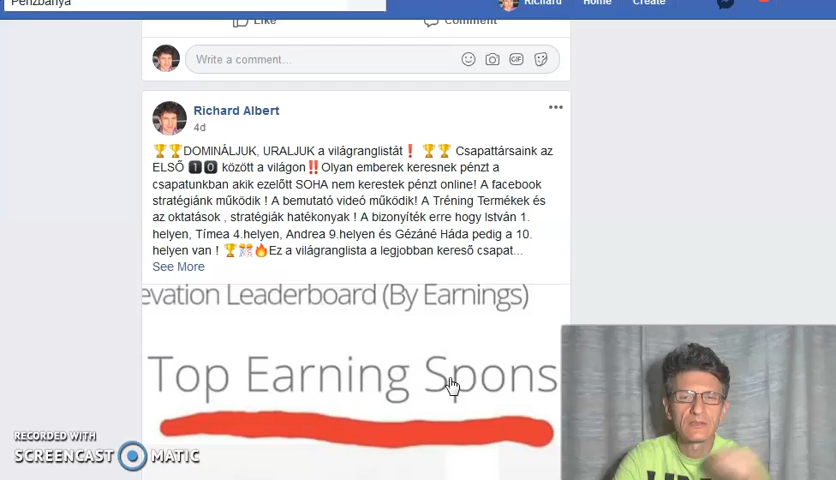 Pénzbánya
Richard Home Create
Like Comment
Write a comment...
GIF
Richard Albert
4d
🏆🏆DOMINÁLJUK, URALJUK a világranglistát❗ 🏆🏆 Csapattársaink az
ELSŐ 1️⃣0️⃣ között a világon‼️Olyan emberek keresnek pénzt a
csapatunkban akik ezelőtt SOHA nem kerestek pénzt online! A facebook
stratégiánk működik ! A bemutató videó működik! A Tréning Termékek és
az oktatások , stratégiák hatékonyak ! A bizonyíték erre hogy István 1.
helyen, Tímea 4.helyen, Andrea 9.helyen és Gézáné Háda pedig a 10.
helyen van ! 🏆🎊🔥Ez a világranglista a legjobban kereső csapat...
See More
evation Leaderboard (By Earnings)
Top Earning Spons
RECORDED WITH
SCREENCAST MATIC